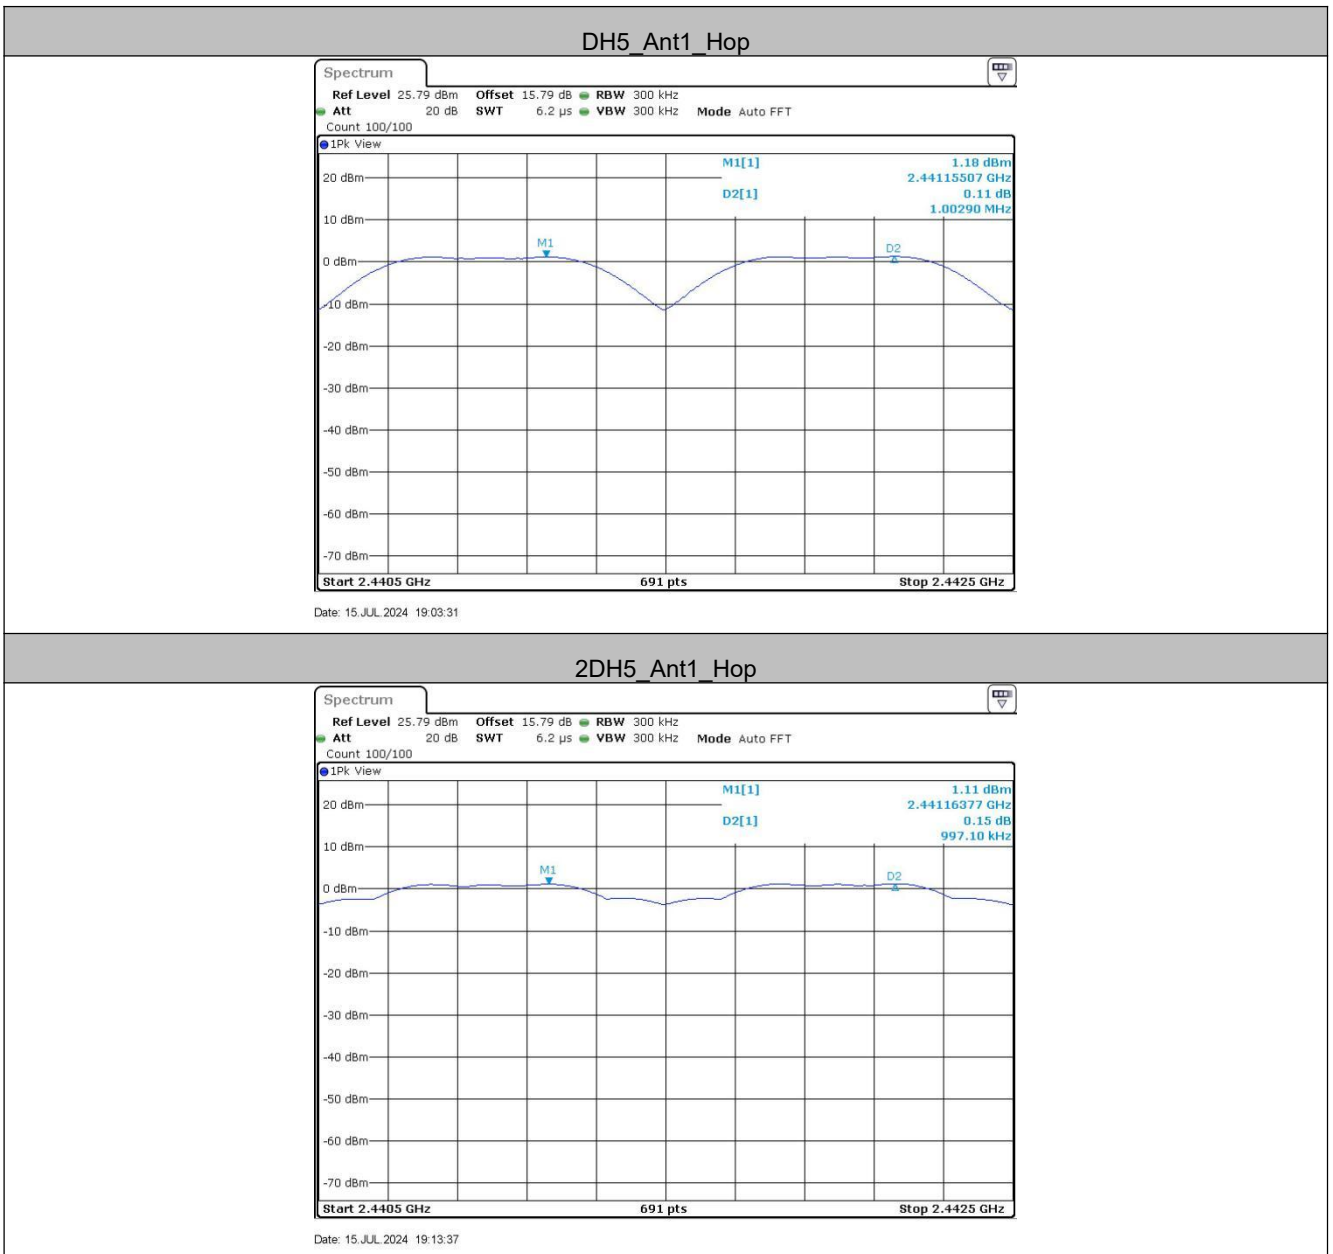 DH5_Ant1_Hop
Spectrum
Ref Level 25.79 dBm Offset 15.79 dB RBW 300 kHz
Att 20 dB SWT 6.2 µs VBW 300 kHz Mode Auto FFT
Count 100/100
1Pk View
M1[1] 1.18 dBm
2.44115507 GHz
D2[1] 0.11 dB
1.00290 MHz
20 dBm
10 dBm
M1
D2
0 dBm
-10 dBm
-20 dBm
-30 dBm
-40 dBm
-50 dBm
-60 dBm
-70 dBm
Start 2.4405 GHz 691 pts Stop 2.4425 GHz
Date: 15.JUL.2024 19:03:31
2DH5_Ant1_Hop
Spectrum
Ref Level 25.79 dBm Offset 15.79 dB RBW 300 kHz
Att 20 dB SWT 6.2 µs VBW 300 kHz Mode Auto FFT
Count 100/100
1Pk View
M1[1] 1.11 dBm
2.44116377 GHz
D2[1] 0.15 dB
997.10 kHz
20 dBm
10 dBm
M1
D2
0 dBm
-10 dBm
-20 dBm
-30 dBm
-40 dBm
-50 dBm
-60 dBm
-70 dBm
Start 2.4405 GHz 691 pts Stop 2.4425 GHz
Date: 15.JUL.2024 19:13:37